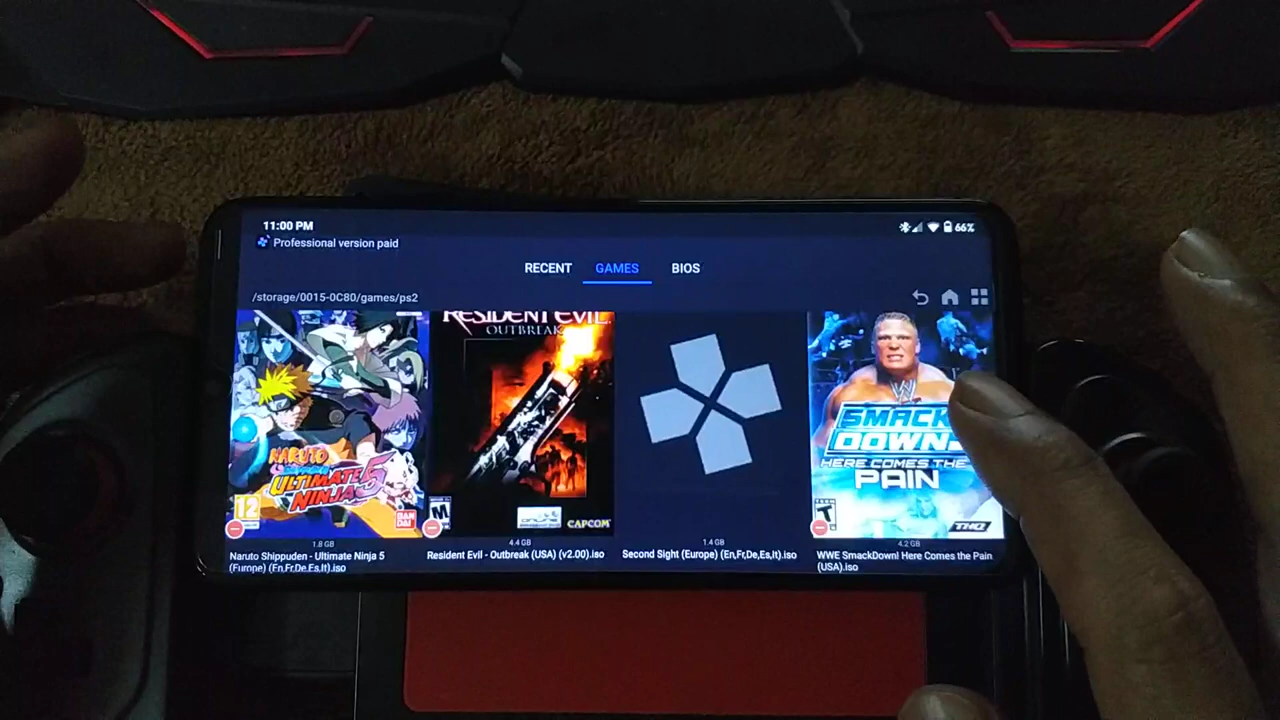 11:00 PM
66%
Professional version paid
RECENT GAMES BIOS
/storage/0015-0C80/games/ps2
NARUTO
ULTIMATE
NINJA 5
12
BAN
DAI
RESIDENT EVIL
OUTBREAK
M
CAPCOM
SMACK
DOWN!
HERE COMES THE
PAIN
T
THQ
1.8 GB
Naruto Shippuden - Ultimate Ninja 5
(Europe) (En,Fr,De,Es,It).iso
4.4 GB
Resident Evil - Outbreak (USA) (v2.00).iso
1.4 GB
Second Sight (Europe) (En,Fr,De,Es,It).iso
4.2 GB
WWE SmackDown! Here Comes the Pain
(USA).iso